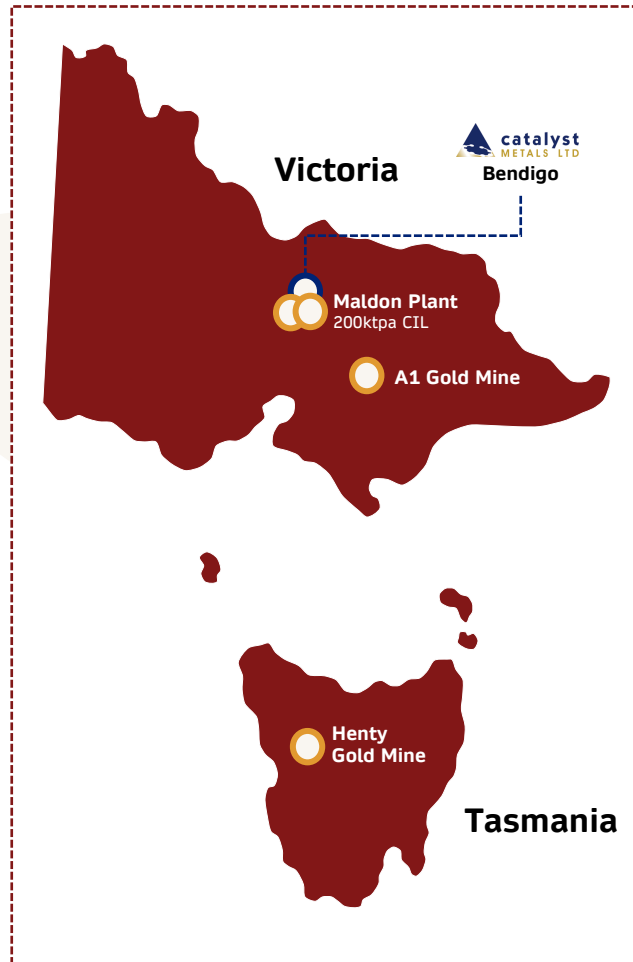 Victoria
catalyst
METALS LTD
Bendigo
Maldon Plant
200ktpa CIL
A1 Gold Mine
Henty
Gold Mine
Tasmania